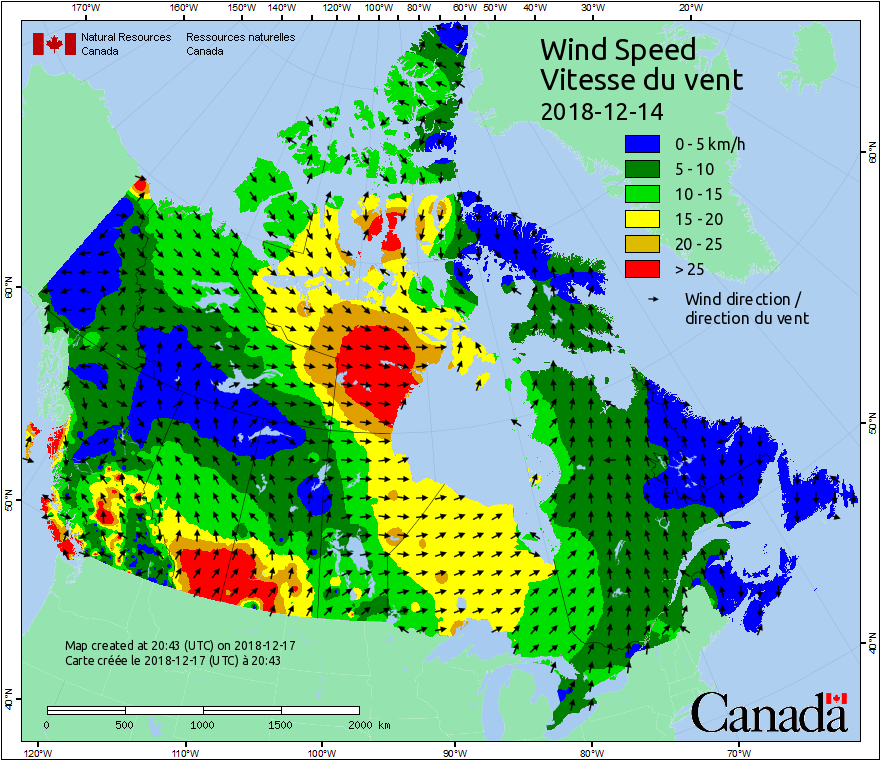 170°W 160°W 150°W 140°W 120°W 100°W 80°W 60°W 50°W 40°W 30°W 20°W
Natural Resources Ressources naturelles
Canada Canada
Wind Speed
Vitesse du vent
2018-12-14
0 - 5 km/h
5 - 10
10 - 15
15 - 20
20 - 25
> 25
Wind direction /
direction du vent
60°N
60°N
50°N
50°N
40°N
40°N
Map created at 20:43 (UTC) on 2018-12-17
Carte créée le 2018-12-17 (UTC) à 20:43
0 500 1000 1500 2000 km
Canada
120°W 110°W 100°W 90°W 80°W 70°W